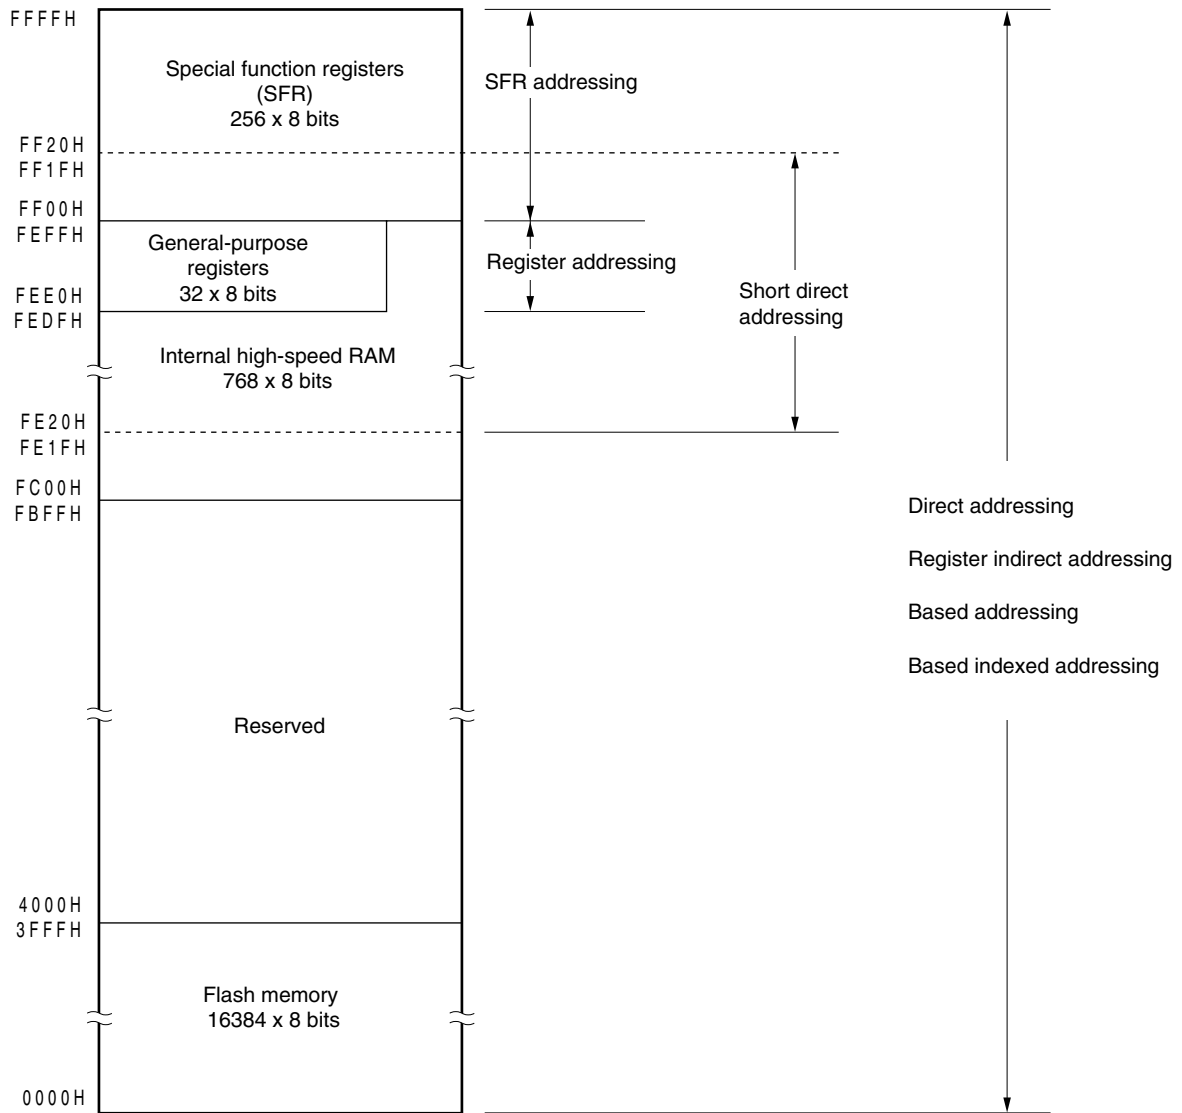 FFFFH
Special function registers
(SFR)
256 x 8 bits
SFR addressing
FF20H
FF1FH
FF00H
FEFFH
General-purpose
registers
32 x 8 bits
Register addressing
Short direct
addressing
FEE0H
FEDFH
Internal high-speed RAM
768 x 8 bits
FE20H
FE1FH
FC00H
FBFFH
Direct addressing
Register indirect addressing
Based addressing
Based indexed addressing
Reserved
4000H
3FFFH
Flash memory
16384 x 8 bits
0000H